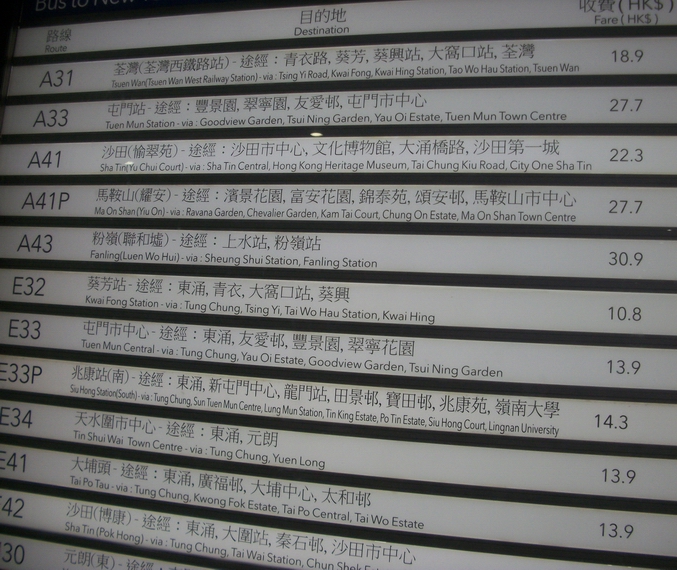 Bus to New
目的地
收費(HK$)
路線
Destination
Fare (HK$)
Route
荃灣(荃灣西鐵路站) - 途經：青衣路, 葵芳, 葵興站, 大窩口站, 荃灣
A31
Tsuen Wan(Tsuen Wan West Railway Station) - via : Tsing Yi Road, Kwai Fong, Kwai Hing Station, Tao Wo Hau Station, Tsuen Wan
18.9
屯門站 - 途經：豐景園, 翠寧園, 友愛邨, 屯門市中心
A33
Tuen Mun Station - via : Goodview Garden, Tsui Ning Garden, Yau Oi Estate, Tuen Mun Town Centre
27.7
沙田(愉翠苑) - 途經：沙田市中心, 文化博物館, 大涌橋路, 沙田第一城
A41
Sha Tin(Yu Chui Court) - via : Sha Tin Central, Hong Kong Heritage Museum, Tai Chung Kiu Road, City One Sha Tin
22.3
馬鞍山(耀安) - 途經：濱景花園, 富安花園, 錦泰苑, 頌安邨, 馬鞍山市中心
A41P
Ma On Shan(Yiu On) - via : Ravana Garden, Chevalier Garden, Kam Tai Court, Chung On Estate, Ma On Shan Town Centre
27.7
粉嶺(聯和墟) - 途經：上水站, 粉嶺站
A43
Fanling(Luen Wo Hui) - via : Sheung Shui Station, Fanling Station
30.9
葵芳站 - 途經：東涌, 青衣, 大窩口站, 葵興
E32
Kwai Fong Station - via : Tung Chung, Tsing Yi, Tai Wo Hau Station, Kwai Hing
10.8
屯門市中心 - 途經：東涌, 友愛邨, 豐景園, 翠寧花園
E33
Tuen Mun Central - via : Tung Chung, Yau Oi Estate, Goodview Garden, Tsui Ning Garden
13.9
兆康站(南) - 途經：東涌, 新屯門中心, 龍門站, 田景邨, 寶田邨, 兆康苑, 嶺南大學
E33P
Siu Hong Station(South) - via : Tung Chung, Sun Tuen Mun Centre, Lung Mun Station, Tin King Estate, Po Tin Estate, Siu Hong Court, Lingnan University
14.3
天水圍市中心 - 途經：東涌, 元朗
E34
Tin Shui Wai Town Centre - via : Tung Chung, Yuen Long
13.9
大埔頭 - 途經：東涌, 廣福邨, 大埔中心, 太和邨
E41
Tai Po Tau - via : Tung Chung, Kwong Fok Estate, Tai Po Central, Tai Wo Estate
13.9
沙田(博康) - 途經：東涌, 大圍站, 秦石邨, 沙田市中心
42
Sha Tin(Pok Hong) - via : Tung Chung, Tai Wai Station, Chun Shek
元朗(東) - 途經：
30